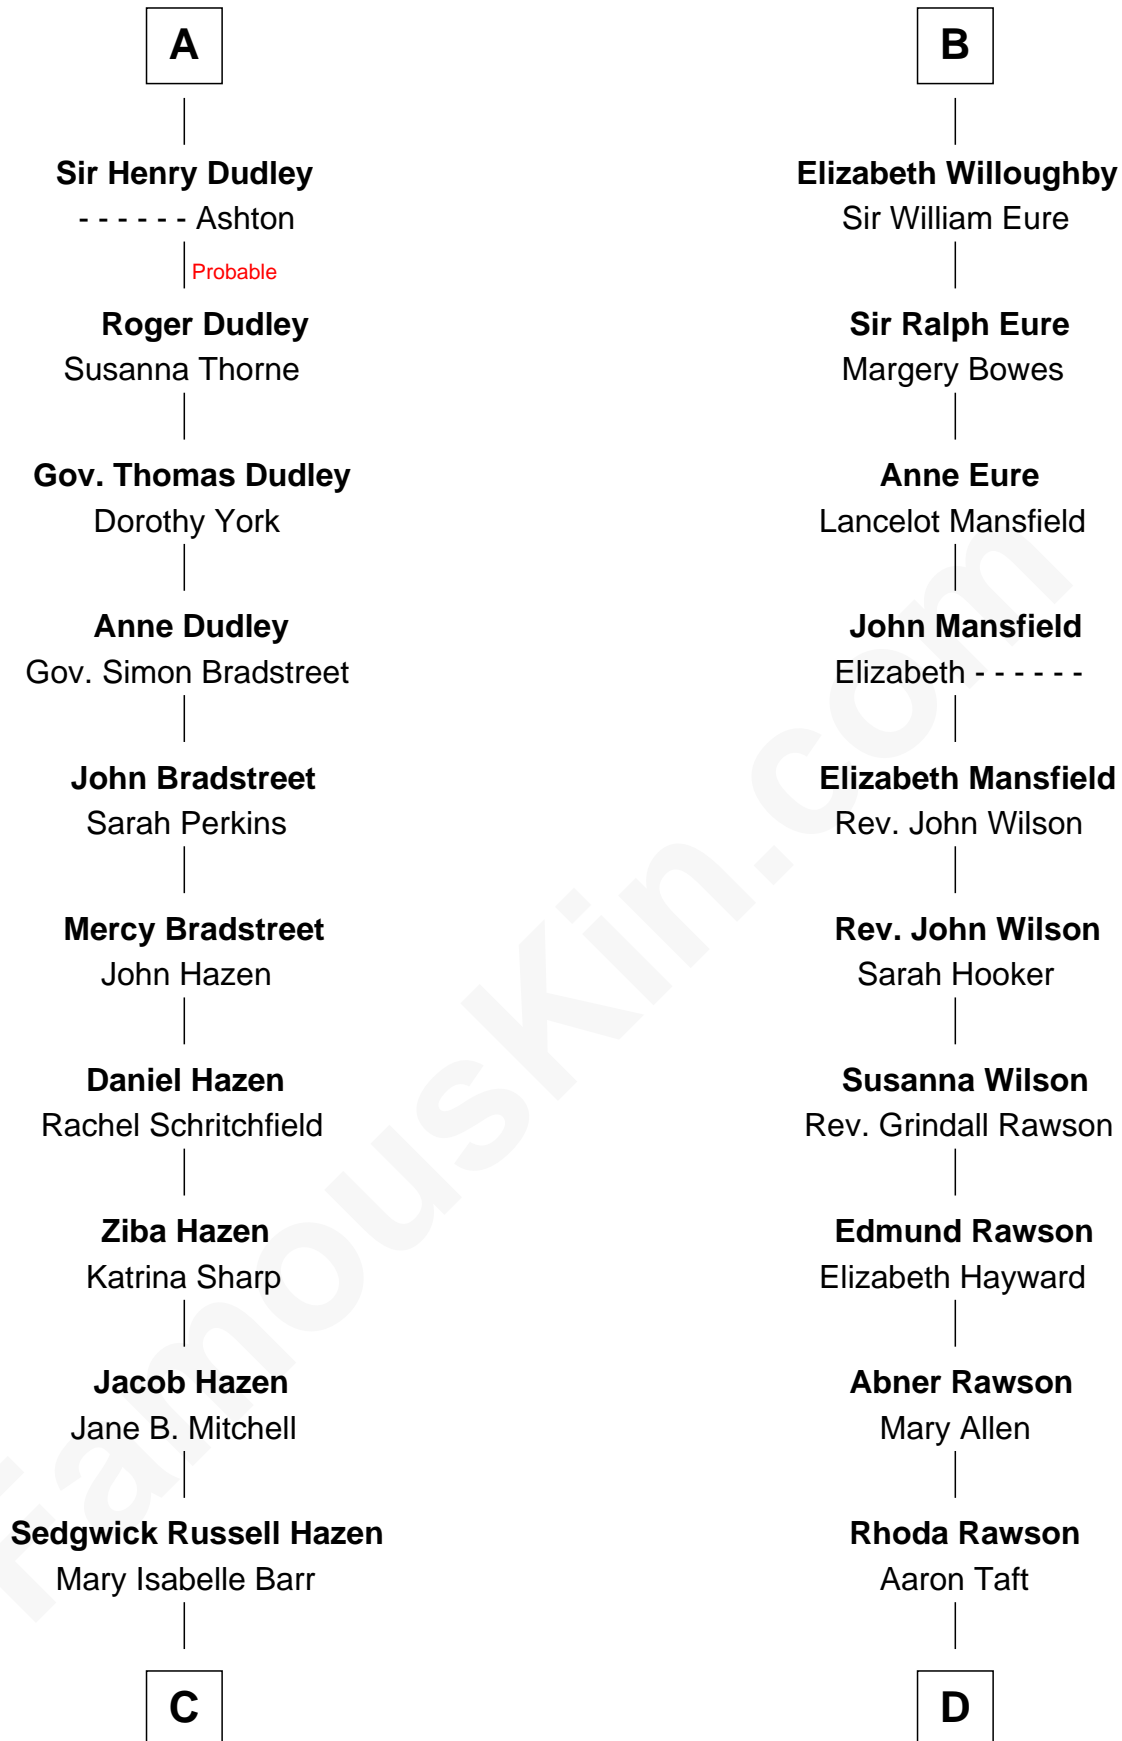 A
Sir Henry Dudley
- - - - - - Ashton
Probable
Roger Dudley
Susanna Thorne
Gov. Thomas Dudley
Dorothy York
Anne Dudley
Gov. Simon Bradstreet
John Bradstreet
Sarah Perkins
Mercy Bradstreet
John Hazen
Daniel Hazen
Rachel Schritchfield
Ziba Hazen
Katrina Sharp
Jacob Hazen
Jane B. Mitchell
Sedgwick Russell Hazen
Mary Isabelle Barr
C
B
Elizabeth Willoughby
Sir William Eure
Sir Ralph Eure
Margery Bowes
Anne Eure
Lancelot Mansfield
John Mansfield
Elizabeth - - - - - -
Elizabeth Mansfield
Rev. John Wilson
Rev. John Wilson
Sarah Hooker
Susanna Wilson
Rev. Grindall Rawson
Edmund Rawson
Elizabeth Hayward
Abner Rawson
Mary Allen
Rhoda Rawson
Aaron Taft
D
FamousKin.com